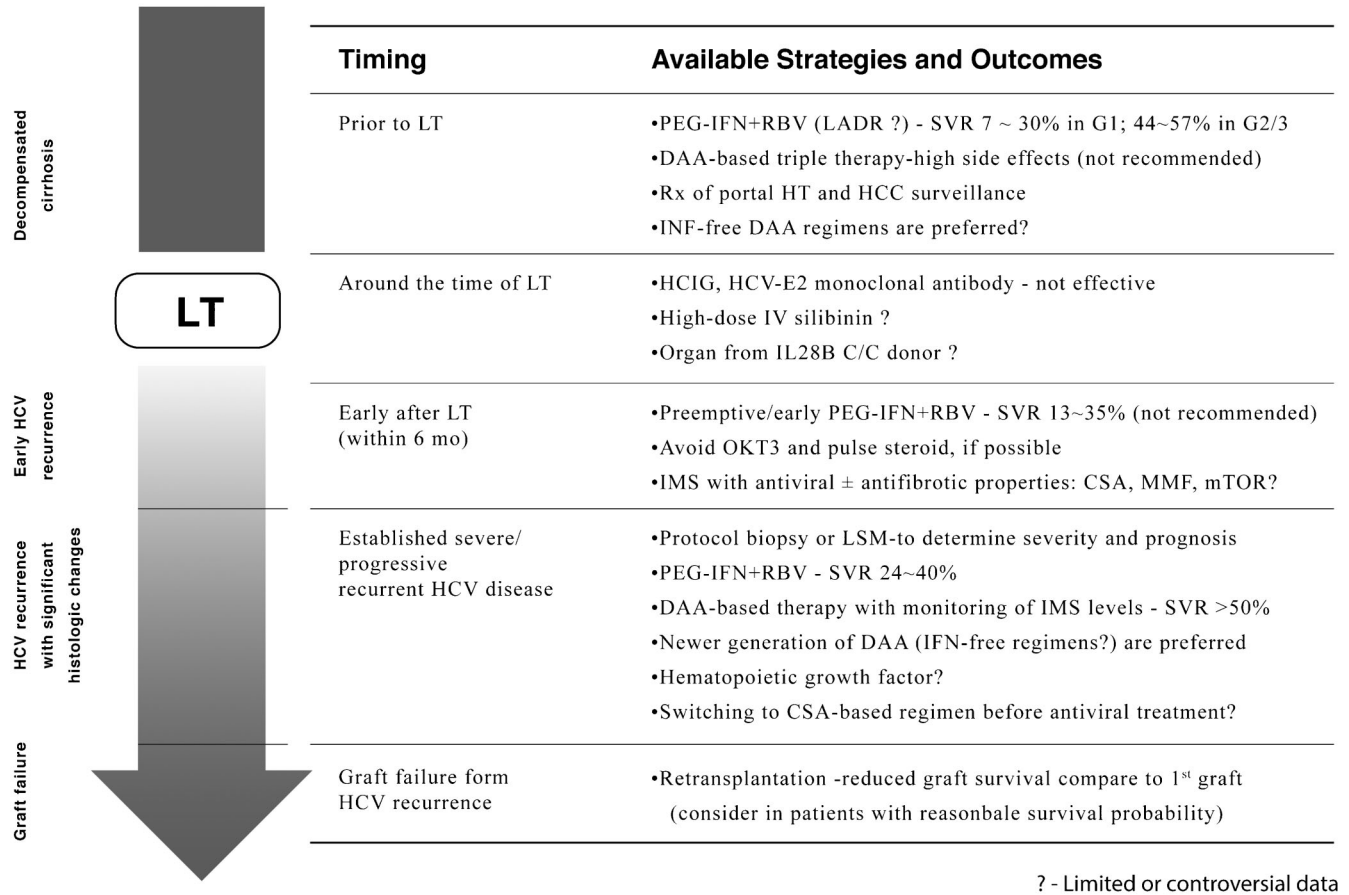 Timing Available Strategies and Outcomes
Decompensated
cirrhosis
Prior to LT
•PEG-IFN+RBV (LADR ?) - SVR 7 ~ 30% in G1; 44~57% in G2/3
•DAA-based triple therapy-high side effects (not recommended)
•Rx of portal HT and HCC surveillance
•INF-free DAA regimens are preferred?
LT
Around the time of LT
•HCIG, HCV-E2 monoclonal antibody - not effective
•High-dose IV silibinin ?
•Organ from IL28B C/C donor ?
Early HCV
recurrence
Early after LT
(within 6 mo)
•Preemptive/early PEG-IFN+RBV - SVR 13~35% (not recommended)
•Avoid OKT3 and pulse steroid, if possible
•IMS with antiviral ± antifibrotic properties: CSA, MMF, mTOR?
HCV recurrence
with significant
histologic changes
Established severe/
progressive
recurrent HCV disease
•Protocol biopsy or LSM-to determine severity and prognosis
•PEG-IFN+RBV - SVR 24~40%
•DAA-based therapy with monitoring of IMS levels - SVR >50%
•Newer generation of DAA (IFN-free regimens?) are preferred
•Hematopoietic growth factor?
•Switching to CSA-based regimen before antiviral treatment?
Graft failure
Graft failure form
HCV recurrence
•Retransplantation -reduced graft survival compare to 1st graft
(consider in patients with reasonbale survival probability)
? - Limited or controversial data